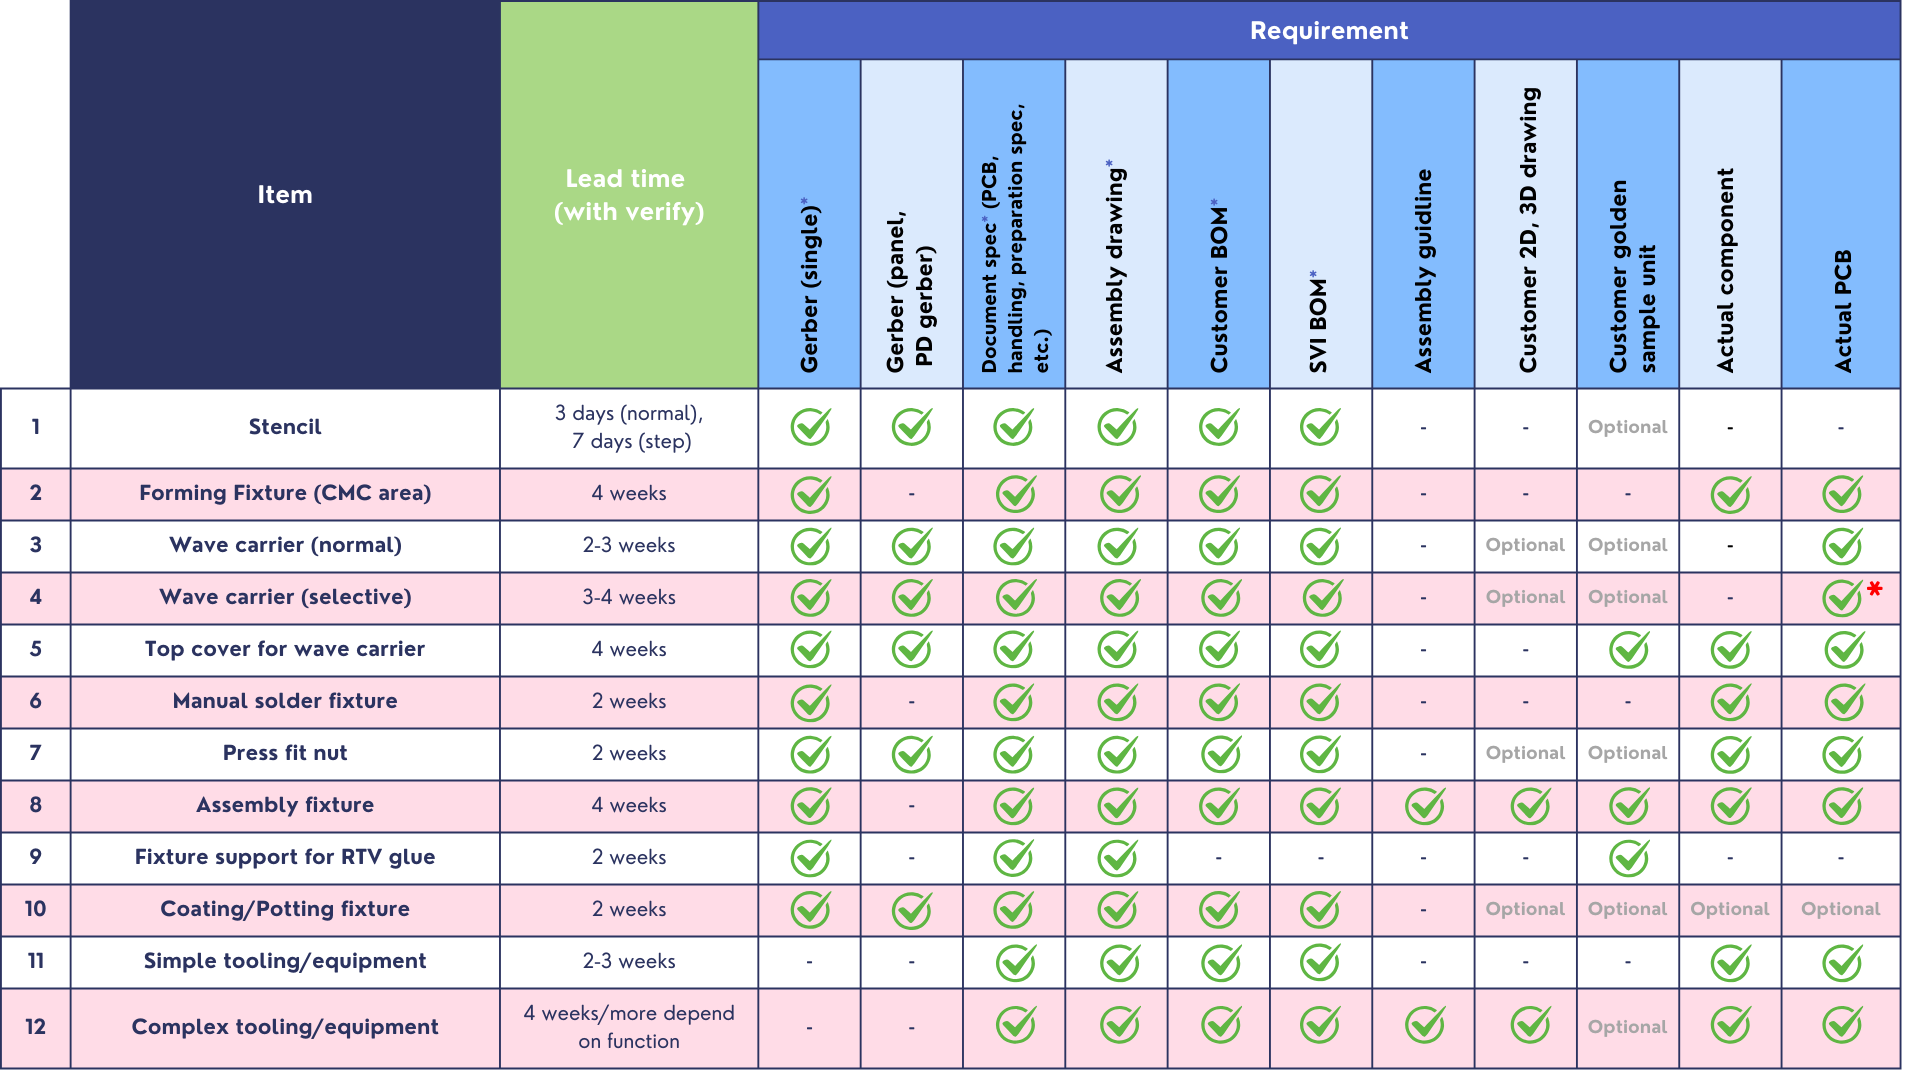 Requirement
Item
Lead time
(with verify)
Gerber (single)*
Gerber (panel,
PD gerber)
Document spec* (PCB,
handling, preparation spec,
etc.)
Assembly drawing*
Customer BOM*
SVI BOM*
Assembly guidline
Customer 2D, 3D drawing
Customer golden
sample unit
Actual component
Actual PCB
1
Stencil
3 days (normal),
7 days (step)
-
-
Optional
-
-
2
Forming Fixture (CMC area)
4 weeks
-
-
-
-
3
Wave carrier (normal)
2-3 weeks
-
Optional
Optional
-
4
Wave carrier (selective)
3-4 weeks
-
Optional
Optional
-
*
5
Top cover for wave carrier
4 weeks
-
-
6
Manual solder fixture
2 weeks
-
-
-
-
7
Press fit nut
2 weeks
-
Optional
Optional
8
Assembly fixture
4 weeks
-
9
Fixture support for RTV glue
2 weeks
-
-
-
-
-
-
-
10
Coating/Potting fixture
2 weeks
-
Optional
Optional
Optional
Optional
11
Simple tooling/equipment
2-3 weeks
-
-
-
-
-
12
Complex tooling/equipment
4 weeks/more depend
on function
-
-
Optional